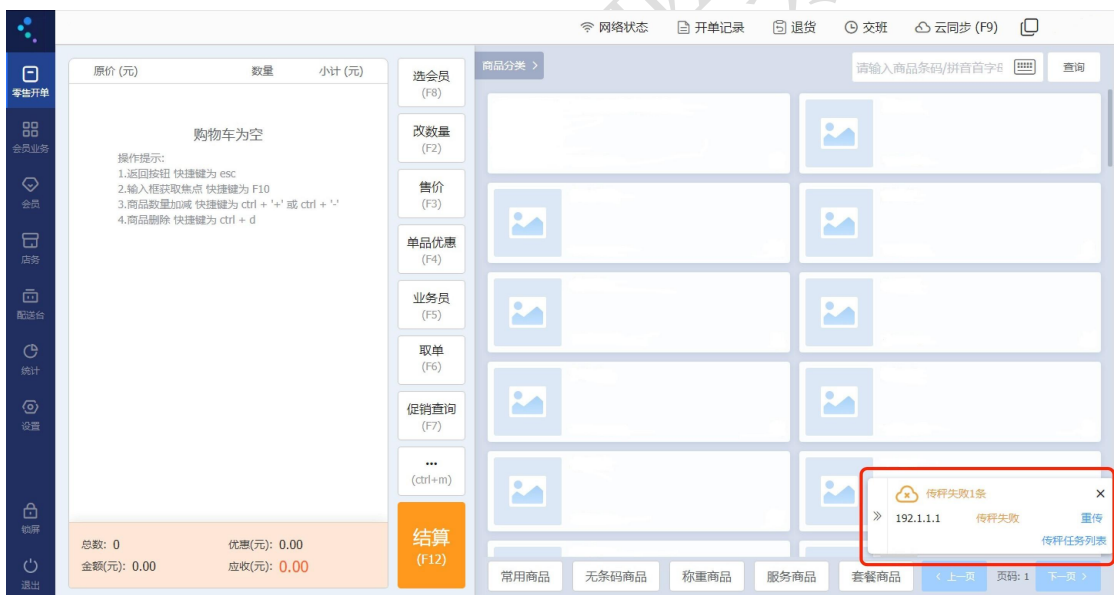 网络状态 开单记录 退货 交班 云同步 (F9)
零售开单
会员业务
会员
店务
配送台
统计
设置
锁屏
退出
原价 (元) 数量 小计 (元)
购物车为空
操作提示:
1.返回按钮 快捷键为 esc
2.输入框获取焦点 快捷键为 F10
3.商品数量加减 快捷键为 ctrl + '+' 或 ctrl + '-'
4.商品删除 快捷键为 ctrl + d
总数: 0 优惠(元): 0.00
金额(元): 0.00 应收(元): 0.00
选会员
(F8)
改数量
(F2)
售价
(F3)
单品优惠
(F4)
业务员
(F5)
取单
(F6)
促销查询
(F7)
•••
(ctrl+m)
结算
(F12)
商品分类 >
请输入商品条码/拼音首字 查询
传秤失败1条
192.1.1.1 传秤失败 重传
传秤任务列表
常用商品 无条码商品 称重商品 服务商品 套餐商品 < 上一页 页码: 1 下一页 >